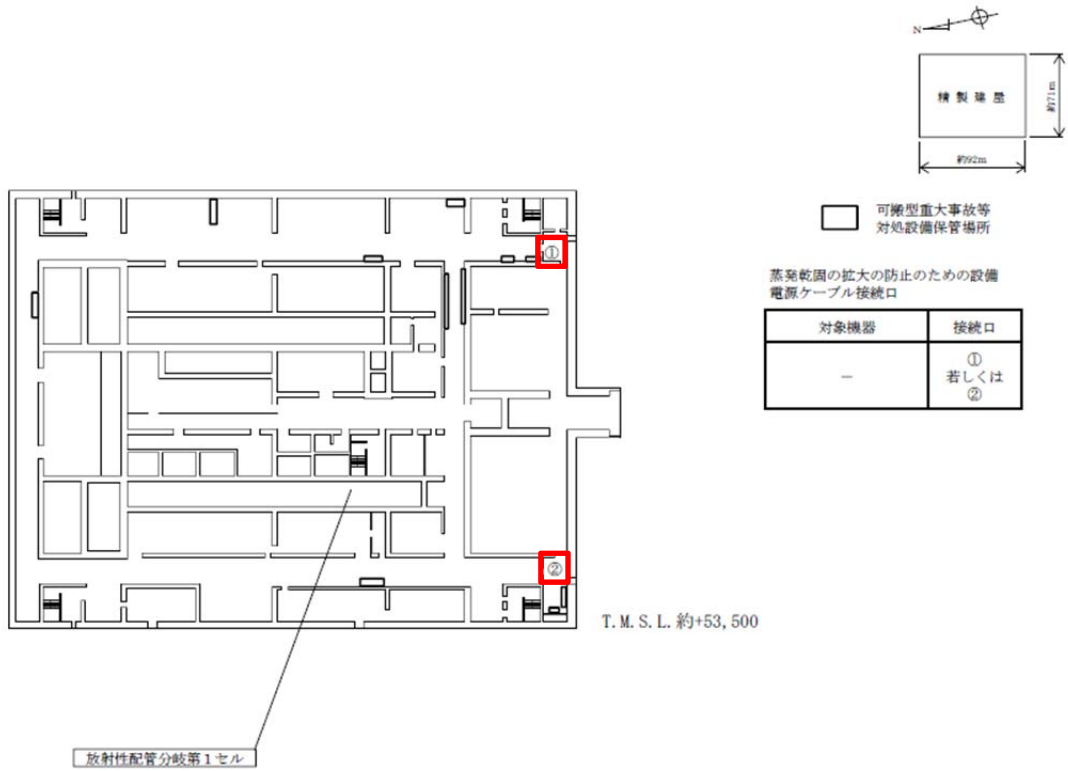 N
精製建屋
約71m
約92m
可搬型重大事故等
対処設備保管場所
蒸発乾固の拡大の防止のための設備
電源ケーブル接続口
対象機器 接続口
－ ①
若しくは
②
①
②
T.M.S.L.約+53,500
放射性配管分岐第1セル